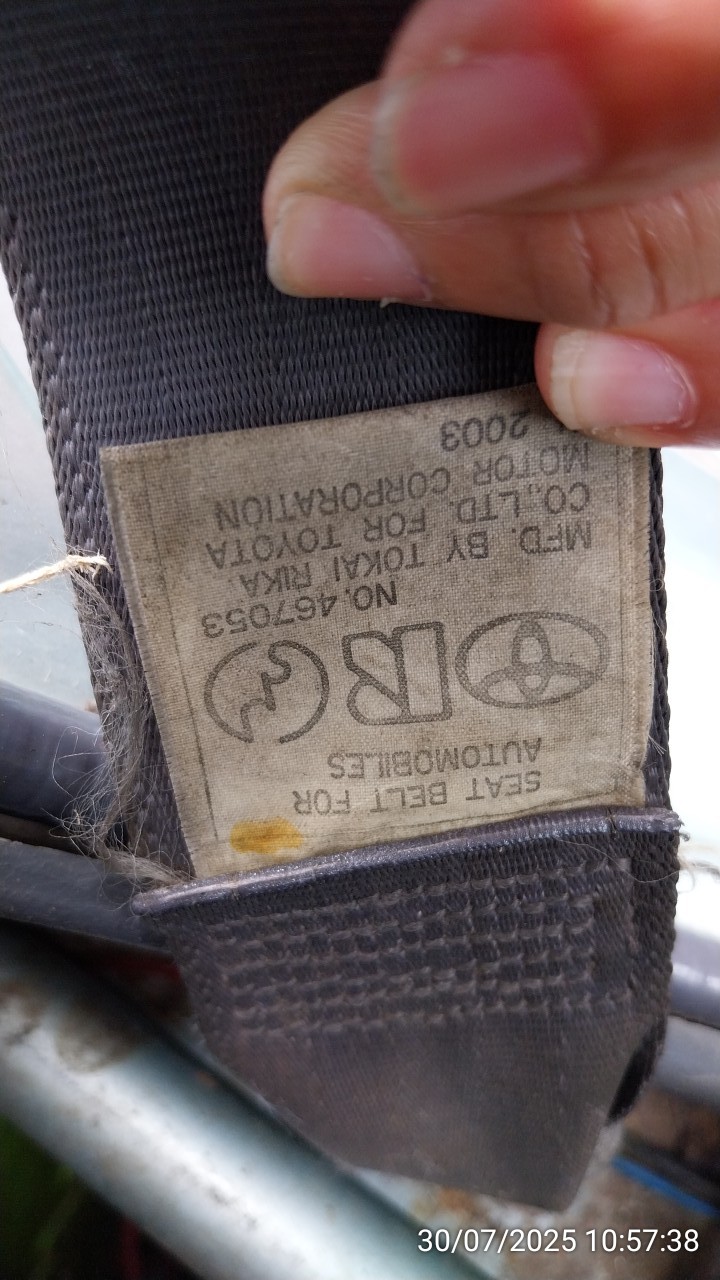 SEAT BELT FOR
AUTOMOBILES
NO.467053
MFD. BY TOKAI RIKA
CO.,LTD. FOR TOYOTA
MOTOR CORPORATION
2003
30/07/2025 10:57:38